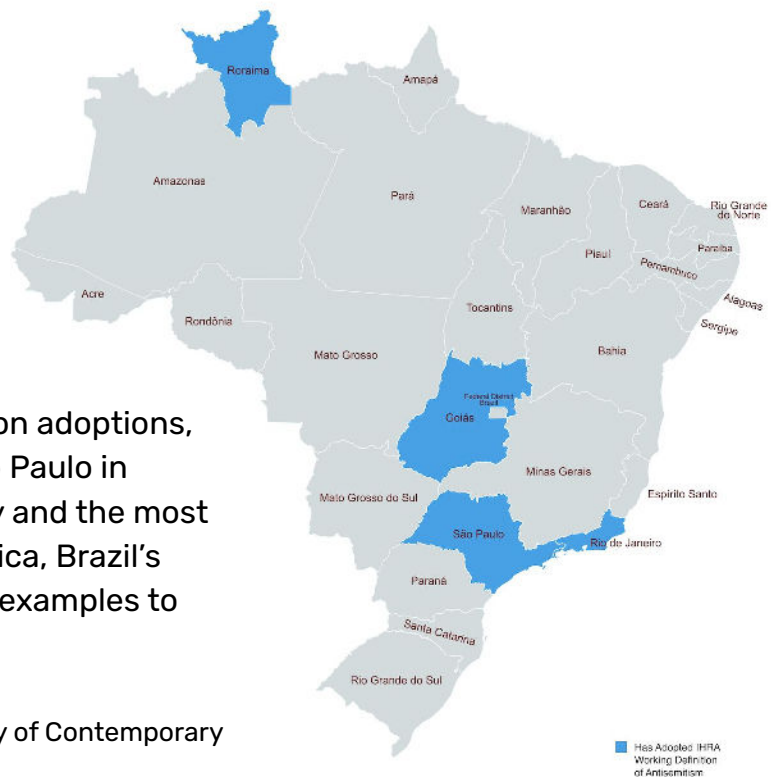 Roraima
Amapá
Amazonas
Pará
Maranhão
Ceará
Rio Grande
do Norte
Paraíba
Piauí
Pernambuco
Alagoas
Sergipe
Acre
Rondônia
Tocantins
Mato Grosso
Bahia
Federal District
Brazil
Goiás
Minas Gerais
Mato Grosso do Sul
Espírito Santo
São Paulo
Rio de Janeiro
Paraná
Santa Catarina
Rio Grande do Sul
on adoptions,
Paulo in
y and the most
ica, Brazil’s
examples to
y of Contemporary
Has Adopted IHRA
Working Definition
of Antisemitism